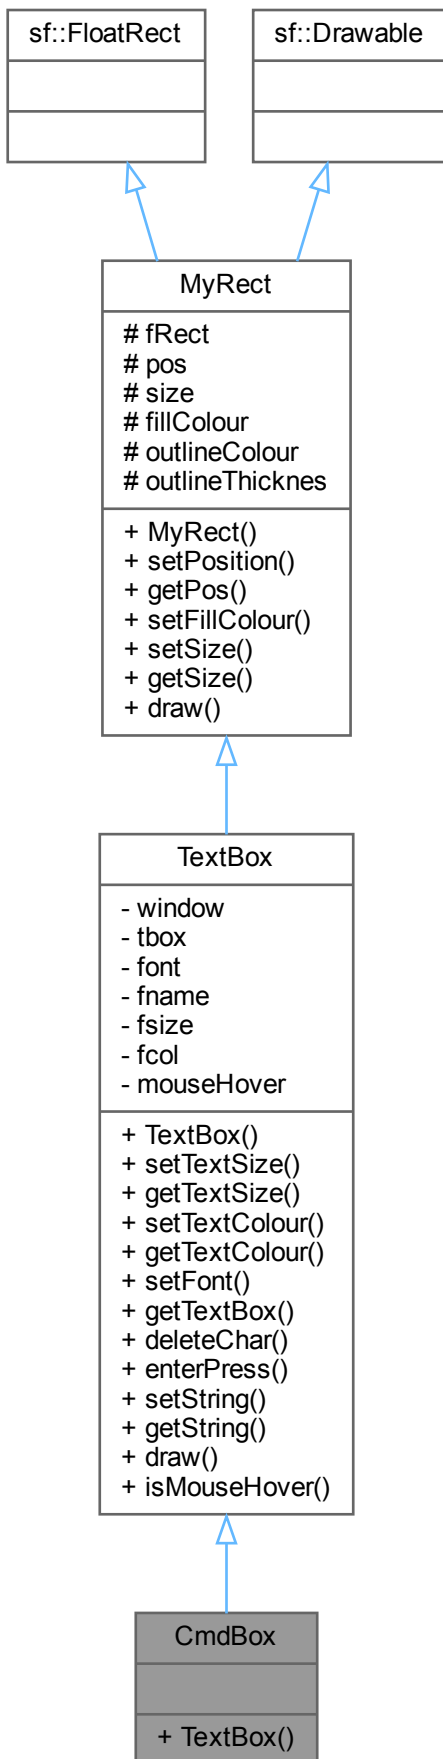 sf::FloatRect
sf::Drawable
MyRect
# fRect
# pos
# size
# fillColour
# outlineColour
# outlineThicknes
+ MyRect()
+ setPosition()
+ getPos()
+ setFillColour()
+ setSize()
+ getSize()
+ draw()
TextBox
- window
- tbox
- font
- fname
- fsize
- fcol
- mouseHover
+ TextBox()
+ setTextSize()
+ getTextSize()
+ setTextColour()
+ getTextColour()
+ setFont()
+ getTextBox()
+ deleteChar()
+ enterPress()
+ setString()
+ getString()
+ draw()
+ isMouseHover()
CmdBox
+ TextBox()